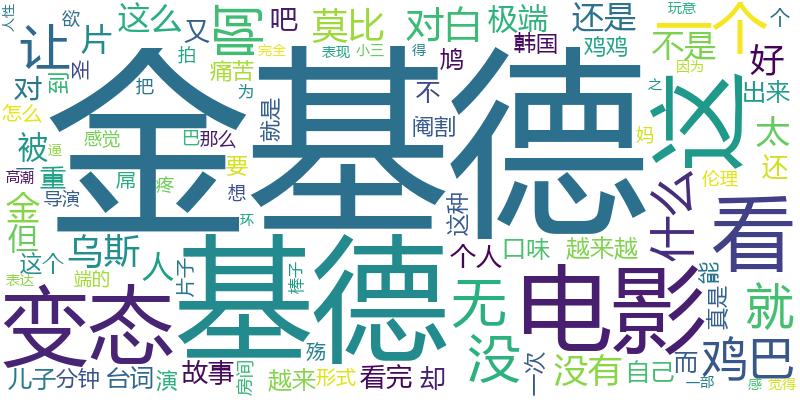 人性
欲
片
这么
又
啊
吧
莫比
对白
极端
还是
玩意
一个
个
让
拍
完全
表现
小三
得
韩国
鸡鸡
不是
因为
好
对
到
圣
把
痛苦
为
鸠
不
之
出来
怎么
逼
感觉
巴
那么
就是
阉割
妈
太
被
金基德
这
还
高潮
重
屌
疼
要
想
伦理
金
导演
环
这种
什么
看
但
乌斯
人
片子
个人
口味
越来越
这个
表达
端的
棒子
基德
无
电影
真是
能
就
变态
殇
没
鸡巴
儿子
分钟
台词
演
故事
房间
越来
形式
看完
却
一次
没有
自己
而
一部
感
觉得